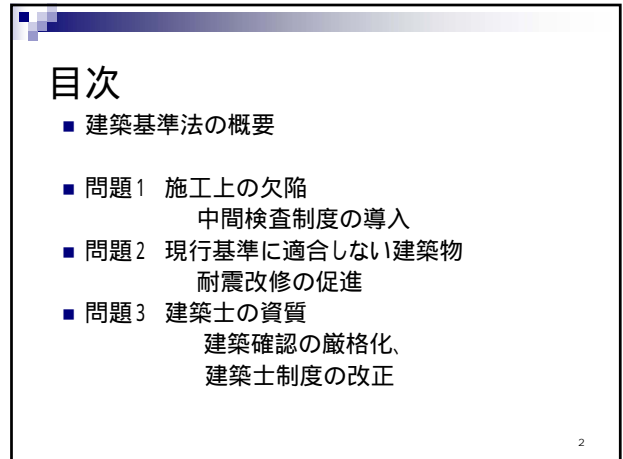 目次
■ 建築基準法の概要
■ 問題1 施工上の欠陥
中間検査制度の導入
■ 問題2 現行基準に適合しない建築物
耐震改修の促進
■ 問題3 建築士の資質
建築確認の厳格化、
建築士制度の改正
2